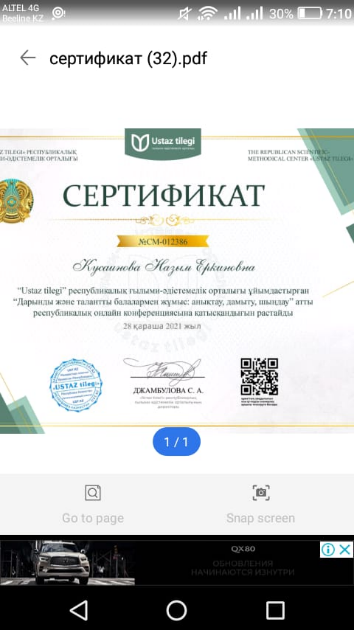 ALTEL 4G
Beeline KZ
30%
7:10
сертификат (32).pdf
Ustaz tilegi
Z TILEGI» РЕСПУБЛИКАЛЫҚ
МИ-ӘДІСТЕМЕЛІК ОРТАЛЫҒЫ
THE REPUBLICAN SCIENTIFIC
METHODICAL CENTER «USTAZ TILEG
СЕРТИФИКАТ
№СМ-012386
Кусаинова Назым Еркиновна
"Ustaz tilegi" республикалық ғылыми-әдістемелік орталығы ұйымдастырған
"Дарынды және талантты балалармен жұмыс: анықтау, дамыту, шыңдау" атты
республикалық онлайн конференциясына қатысқандығын растайды
28 қараша 2021 жыл
USTAZ tilegi
ДЖАМБУЛОВА С. А.
1 / 1
Go to page
Snap screen
QX80
ОБНОВЛЕНИЯ
НАЧИНАЮТСЯ ИЗНУТРИ